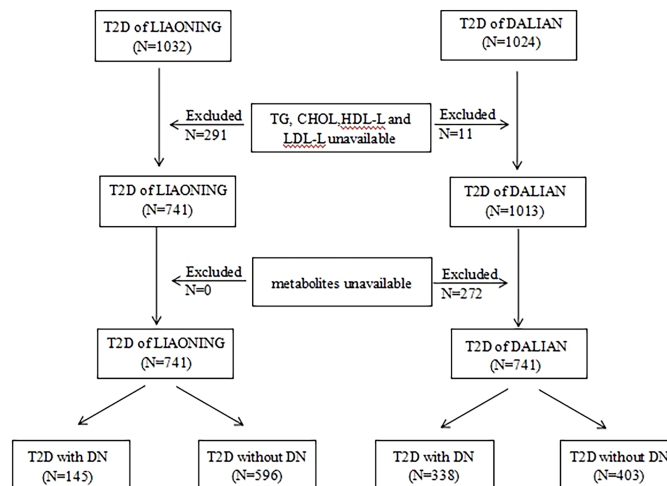 T2D of LIAONING
(N=1032)
T2D of DALIAN
(N=1024)
Excluded
N=291
TG, CHOL,HDL-L and
LDL-L unavailable
Excluded
N=11
T2D of LIAONING
(N=741)
T2D of DALIAN
(N=1013)
Excluded
N=0
metabolites unavailable
Excluded
N=272
T2D of LIAONING
(N=741)
T2D of DALIAN
(N=741)
T2D with DN
(N=145)
T2D without DN
(N=596)
T2D with DN
(N=338)
T2D without DN
(N=403)